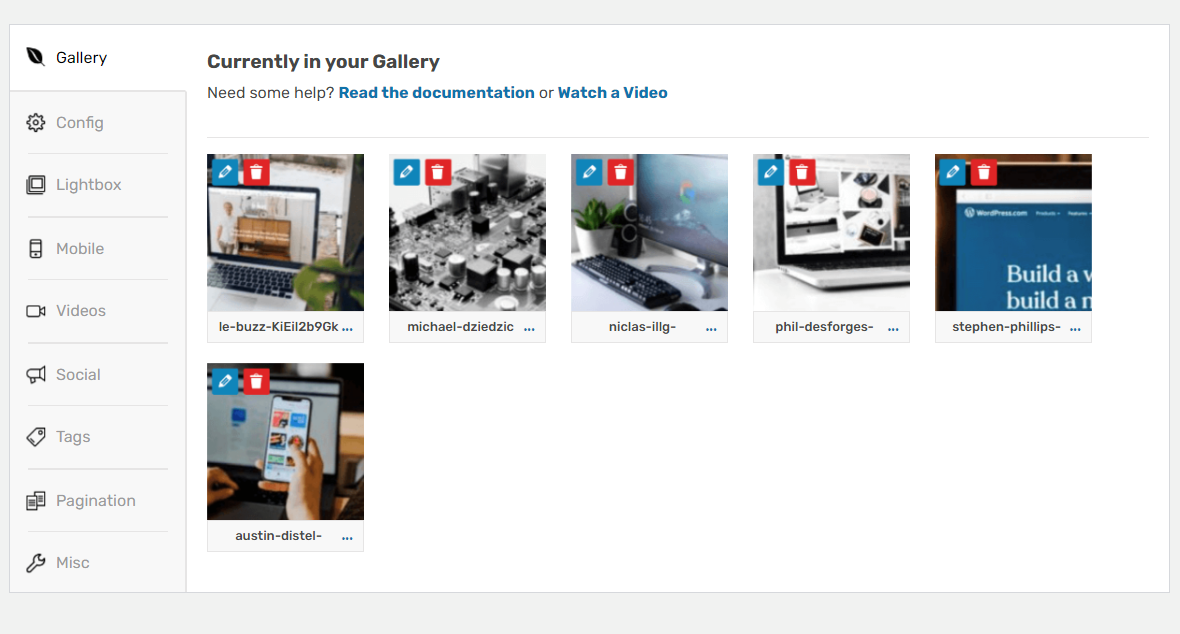 Gallery
Config
Lightbox
Mobile
Videos
Social
Tags
Pagination
Misc
Currently in your Gallery
Need some help? Read the documentation or Watch a Video
WordPress.com Products Features
Build a w
build a
le-buzz-KiEil2b9Gk ...
michael-dziedzic ...
niclas-illg- ...
phil-desforges- ...
stephen-phillips- ...
austin-distel- ...